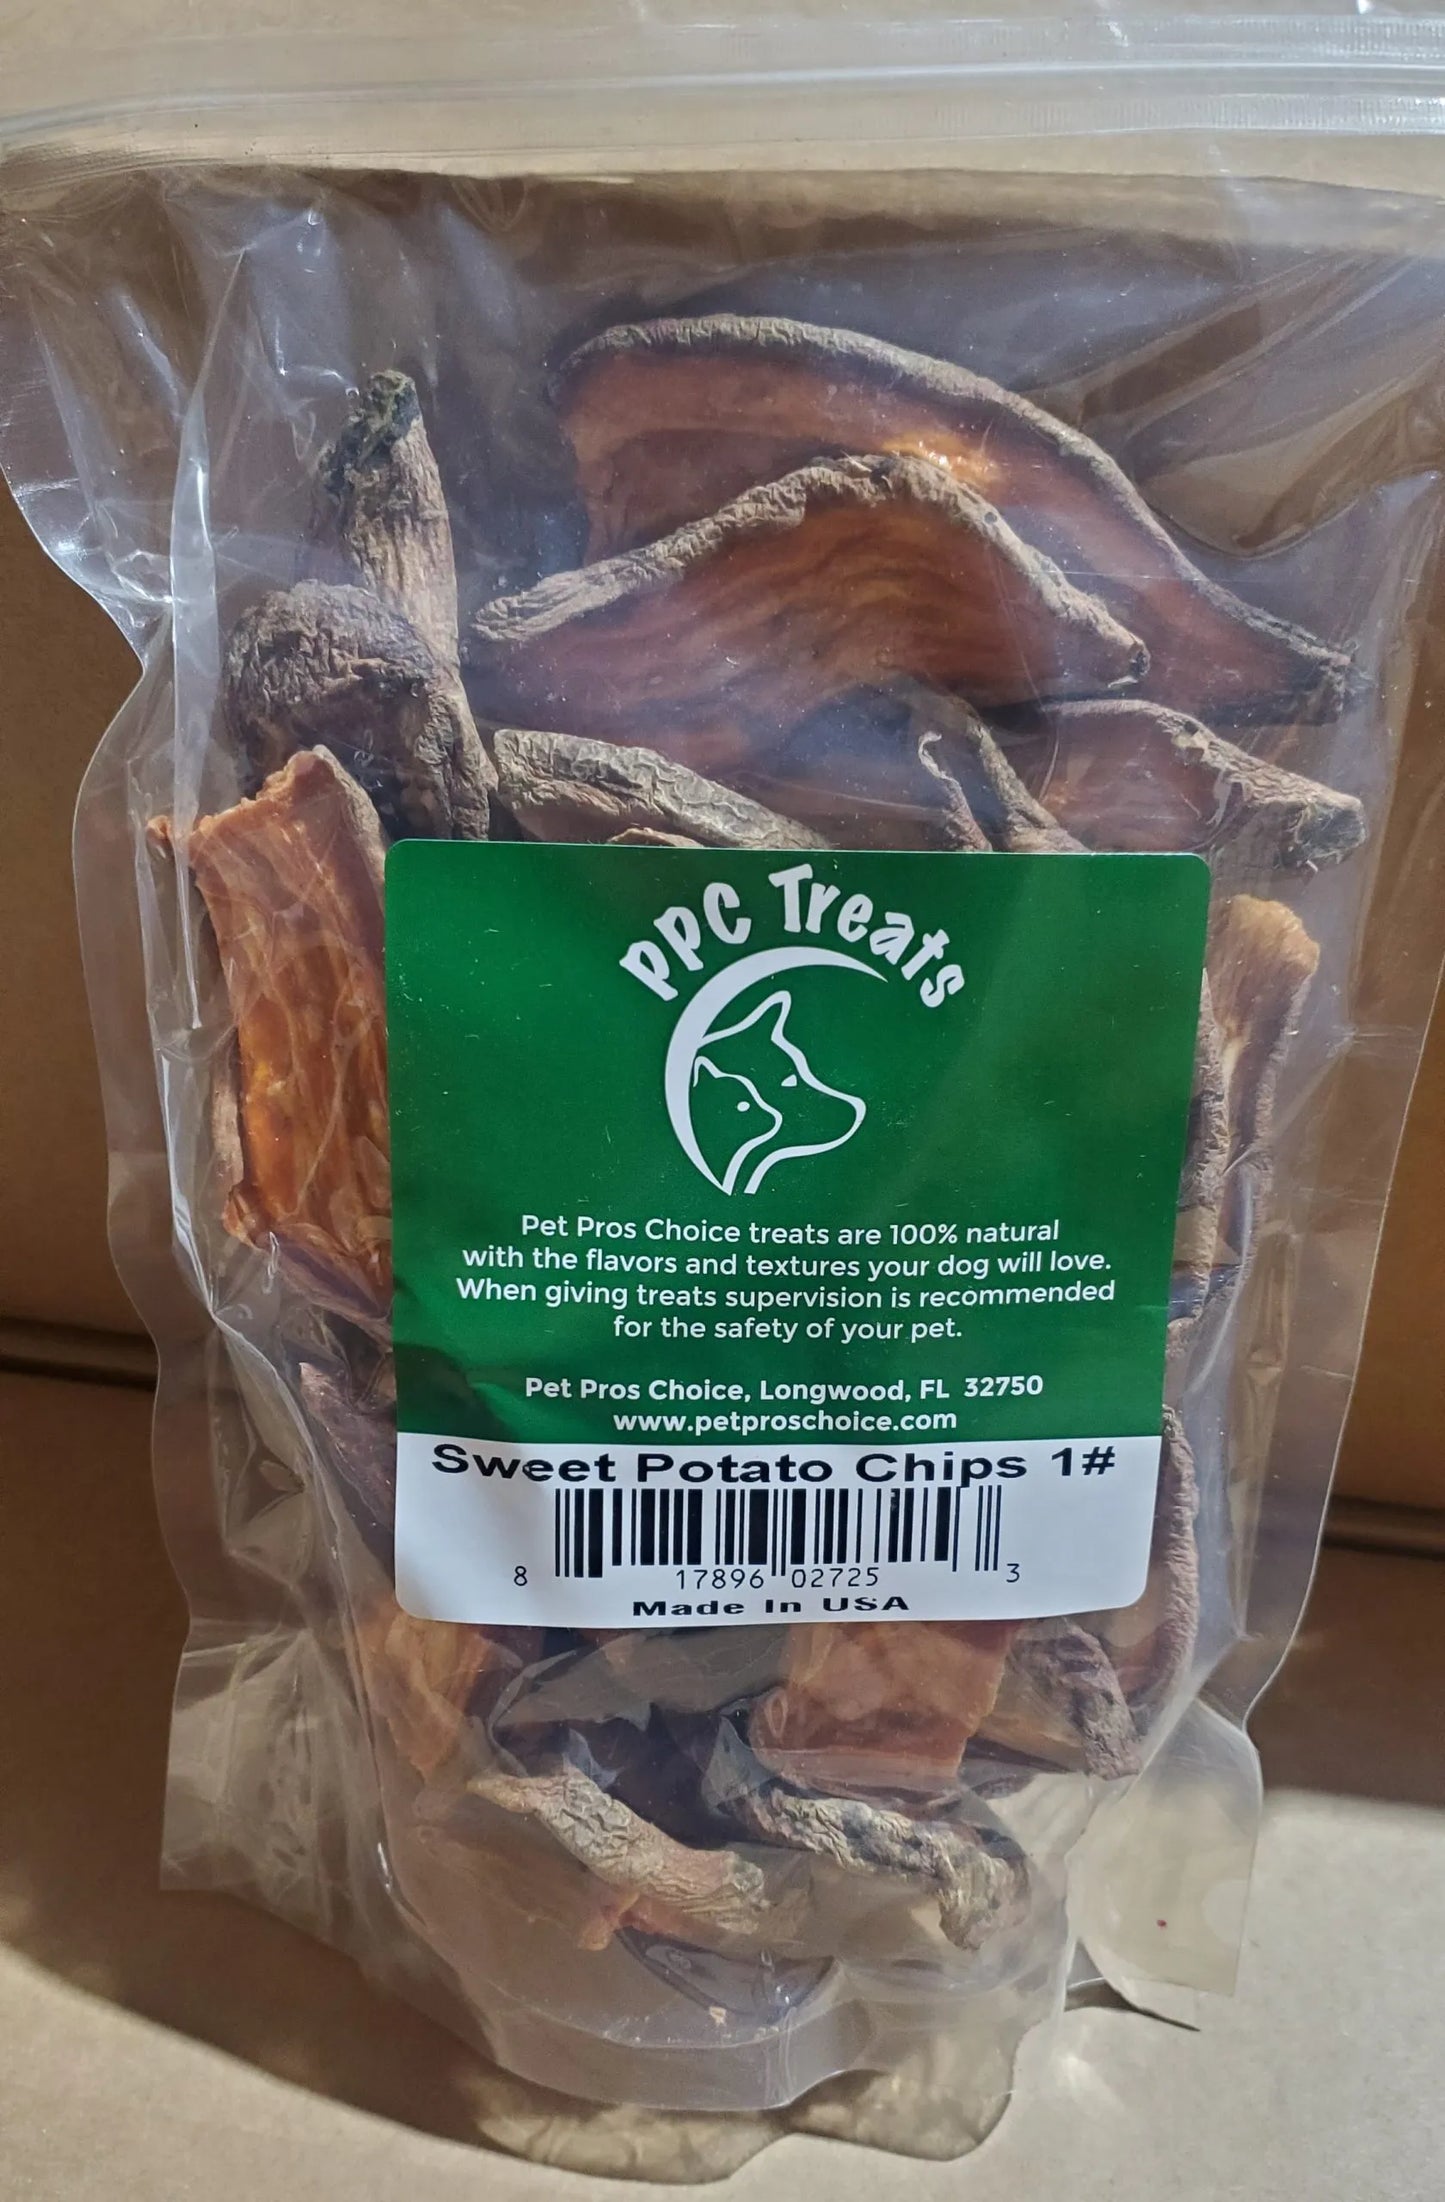 PPC Treats
Pet Pros Choice treats are 100% natural
with the flavors and textures your dog will love.
When giving treats supervision is recommended
for the safety of your pet.
Pet Pros Choice, Longwood, FL 32750
www.petproschoice.com
Sweet Potato Chips 1#
8 17896 02725 3
Made In USA